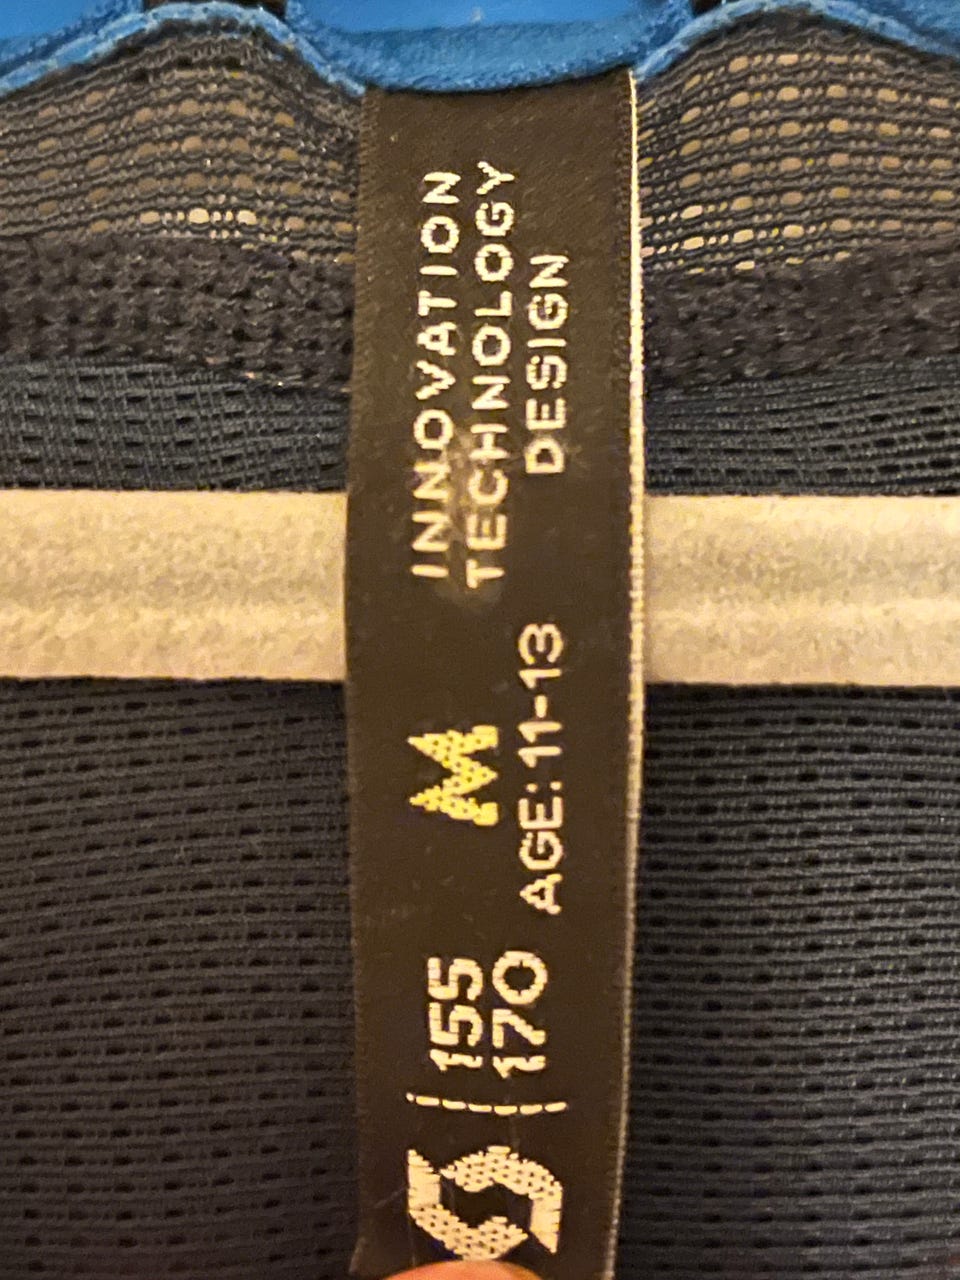 155
170
M
AGE: 11-13
INNOVATION
TECHNOLOGY
DESIGN